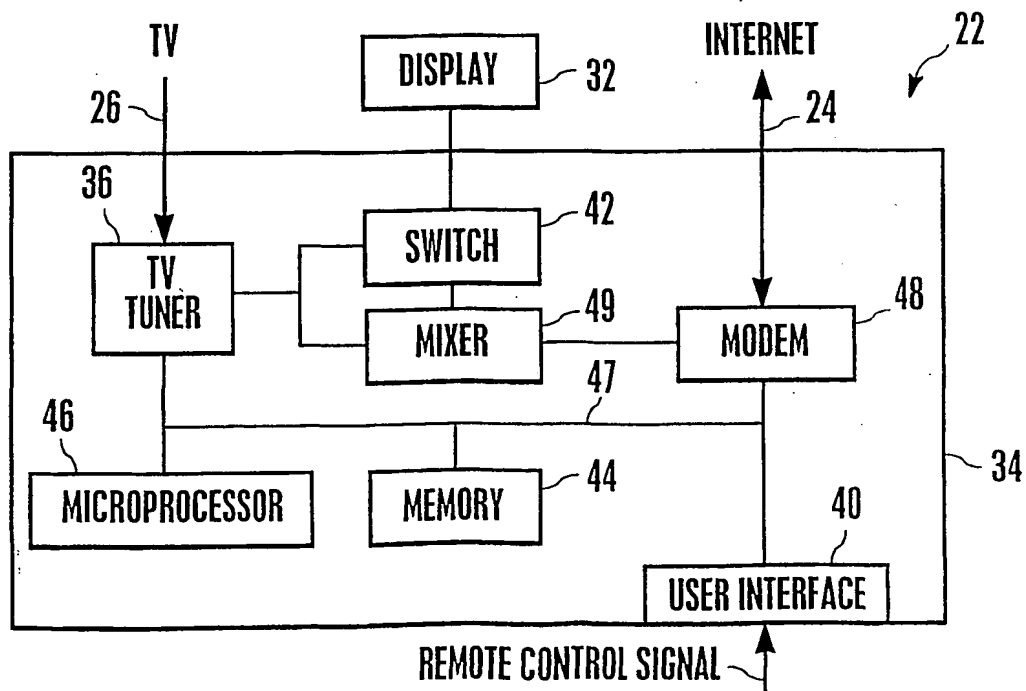 TV
INTERNET
22
DISPLAY
32
26
24
36
42
SWITCH
TV
TUNER
49
MIXER
48
MODEM
47
46
MICROPROCESSOR
MEMORY
44
34
40
USER INTERFACE
REMOTE CONTROL SIGNAL